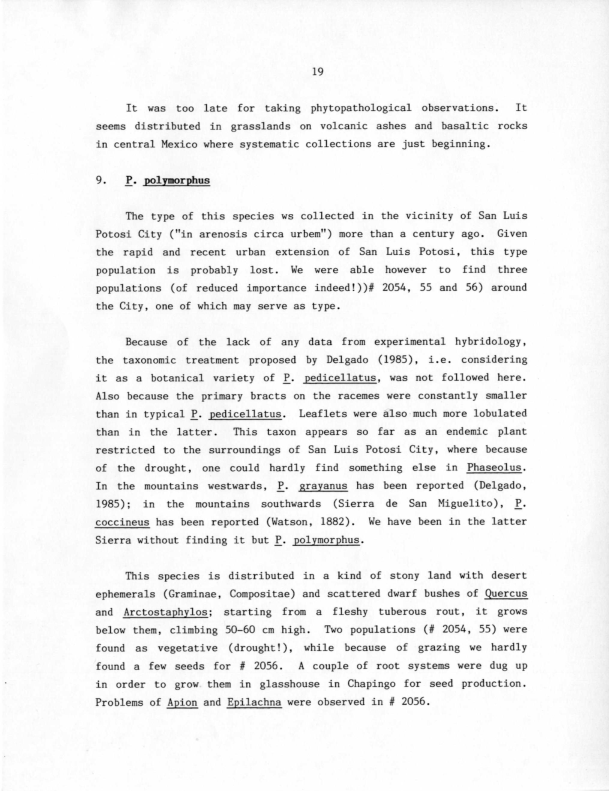 19
It was too late for taking phytopathological observations. It
seems distributed in grasslands on volcanic ashes and basaltic rocks
in central Mexico where systematic collections are just beginning.
9. P. polymorphus
The type of this species ws collected in the vicinity of San Luis
Potosi City ("in arenosis circa urbem") more than a century ago. Given
the rapid and recent urban extension of San Luis Potosi, this type
population is probably lost. We were able however to find three
populations (of reduced importance indeed!))# 2054, 55 and 56) around
the City, one of which may serve as type.
Because of the lack of any data from experimental hybridology,
the taxonomic treatment proposed by Delgado (1985), i.e. considering
it as a botanical variety of P. pedicellatus, was not followed here.
Also because the primary bracts on the racemes were constantly smaller
than in typical P. pedicellatus. Leaflets were also much more lobulated
than in the latter. This taxon appears so far as an endemic plant
restricted to the surroundings of San Luis Potosi City, where because
of the drought, one could hardly find something else in Phaseolus.
In the mountains westwards, P. grayanus has been reported (Delgado,
1985); in the mountains southwards (Sierra de San Miguelito), P.
coccineus has been reported (Watson, 1882). We have been in the latter
Sierra without finding it but P. polymorphus.
This species is distributed in a kind of stony land with desert
ephemerals (Graminae, Compositae) and scattered dwarf bushes of Quercus
and Arctostaphylos; starting from a fleshy tuberous rout, it grows
below them, climbing 50-60 cm high. Two populations (# 2054, 55) were
found as vegetative (drought!), while because of grazing we hardly
found a few seeds for # 2056. A couple of root systems were dug up
in order to grow them in glasshouse in Chapingo for seed production.
Problems of Apion and Epilachna were observed in # 2056.